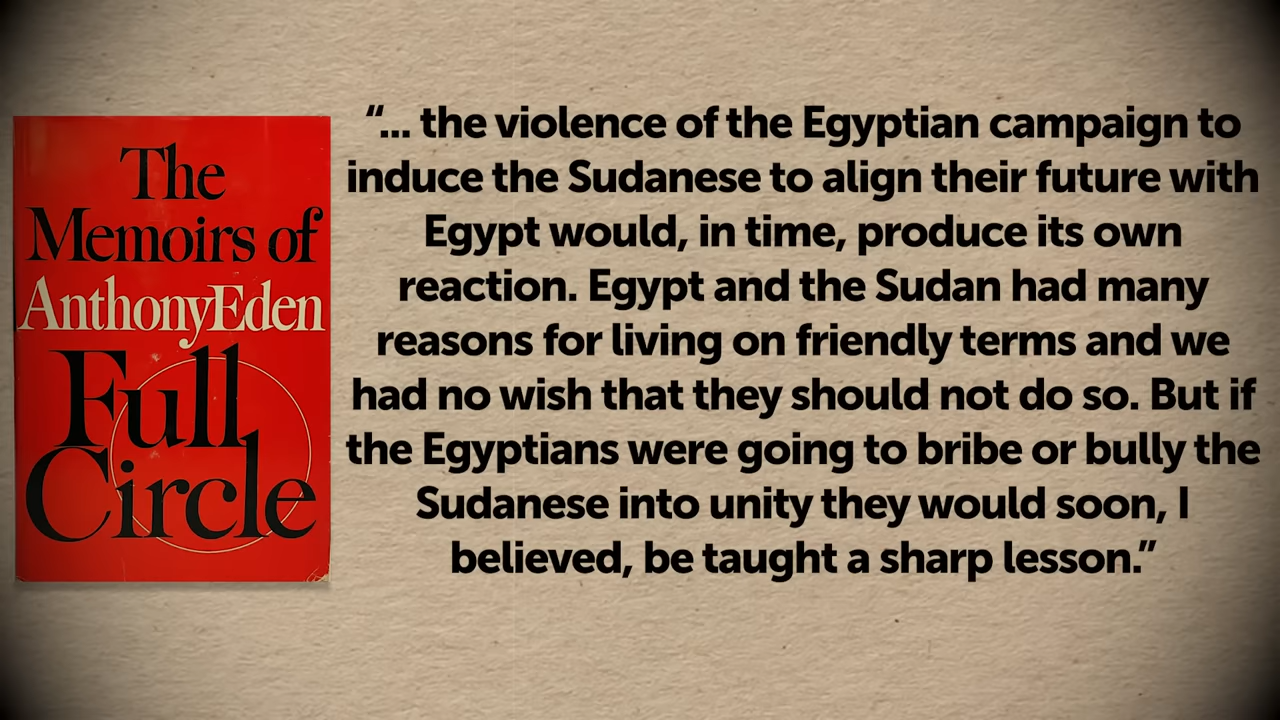 The
Memoirs of
AnthonyEden
Full
Circle
“... the violence of the Egyptian campaign to
induce the Sudanese to align their future with
Egypt would, in time, produce its own
reaction. Egypt and the Sudan had many
reasons for living on friendly terms and we
had no wish that they should not do so. But if
the Egyptians were going to bribe or bully the
Sudanese into unity they would soon, I
believed, be taught a sharp lesson.”